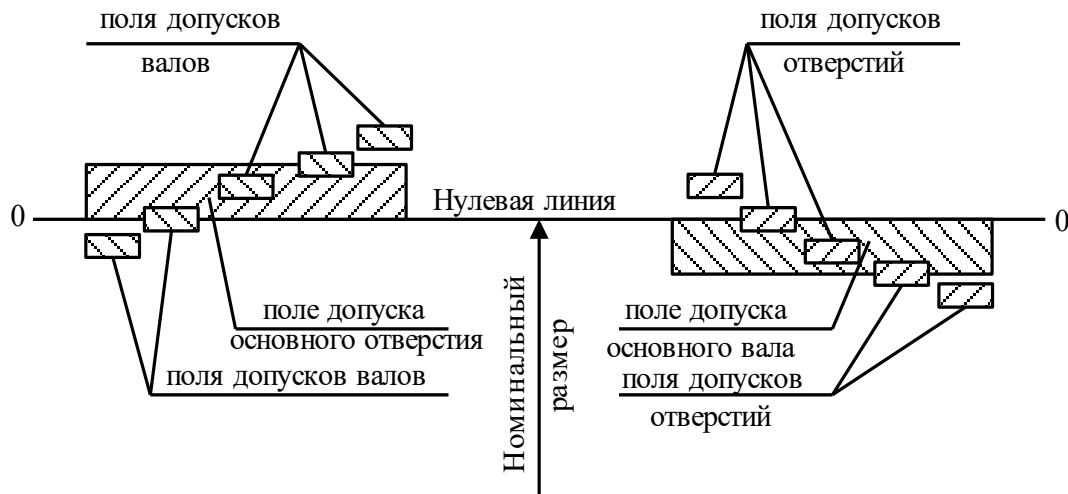 поля допусков
валов
поля допусков
отверстий
0
Нулевая линия
0
поле допуска
основного отверстия
поля допусков валов
Номинальный
размер
поле допуска
основного вала
поля допусков
отверстий